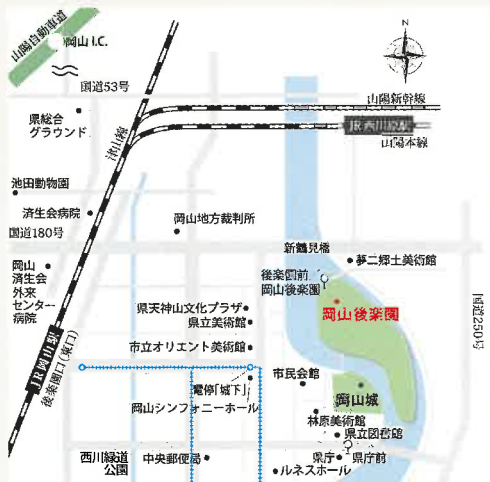 N
山陽自動車道
岡山 I.C.
国道53号
県総合
グラウンド
津山線
山陽新幹線
JR 西川原駅
山陽本線
池田動物園
済生会病院
国道180号
岡山地方裁判所
岡山
済生会
外来
センター
病院
新鶴見橋
夢二郷土美術館
後楽園前
岡山後楽園
岡山後楽園
国道250号
県天神山文化プラザ
県立美術館
市立オリエント美術館
JR 岡山駅
後楽園口(東口)
電停「城下」
岡山シンフォニーホール
市民会館
岡山城
林原美術館
県立図書館
西川緑道
公園
中央郵便局
県庁
県庁前
ルネスホール